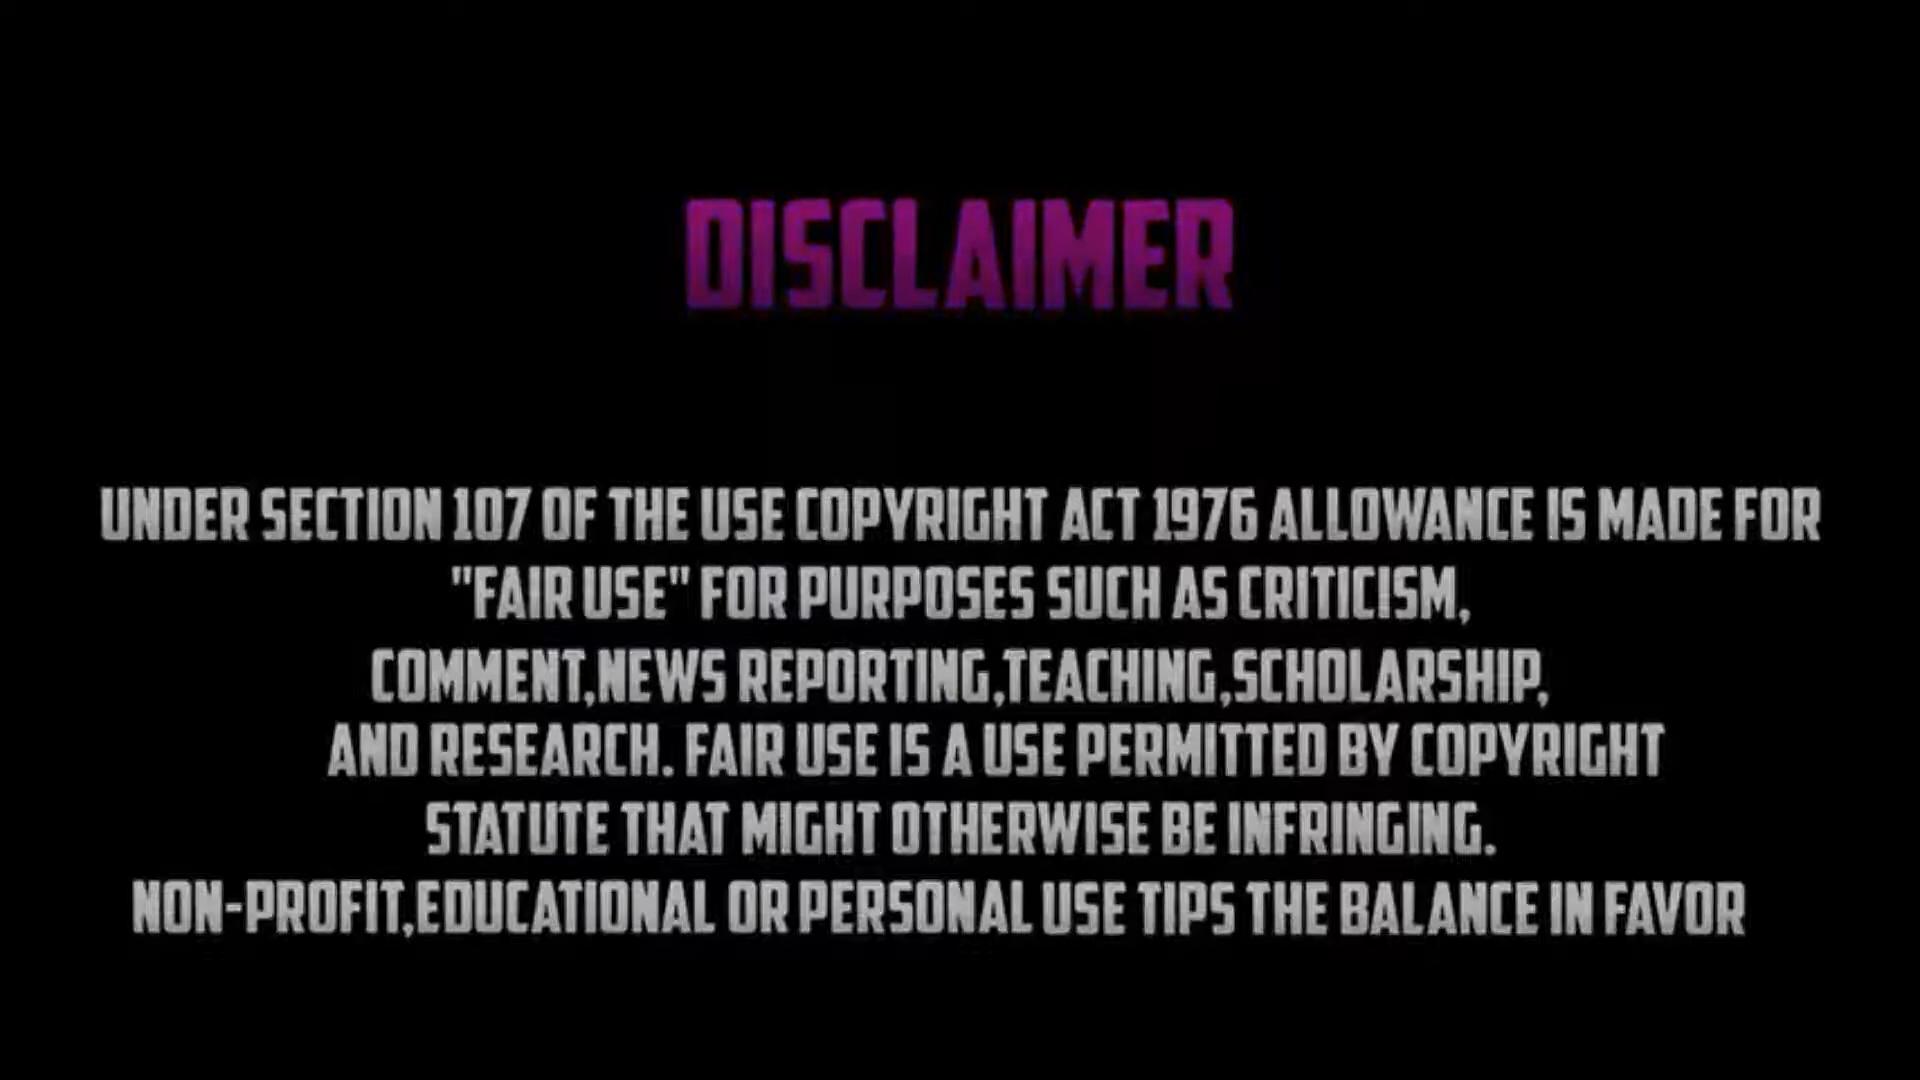 DISCLAIMER
UNDER SECTION 107 OF THE USE COPYRIGHT ACT 1976 ALLOWANCE IS MADE FOR
"FAIR USE" FOR PURPOSES SUCH AS CRITICISM,
COMMENT,NEWS REPORTING,TEACHING,SCHOLARSHIP,
AND RESEARCH. FAIR USE IS A USE PERMITTED BY COPYRIGHT
STATUTE THAT MIGHT OTHERWISE BE INFRINGING.
NON-PROFIT,EDUCATIONAL OR PERSONAL USE TIPS THE BALANCE IN FAVOR